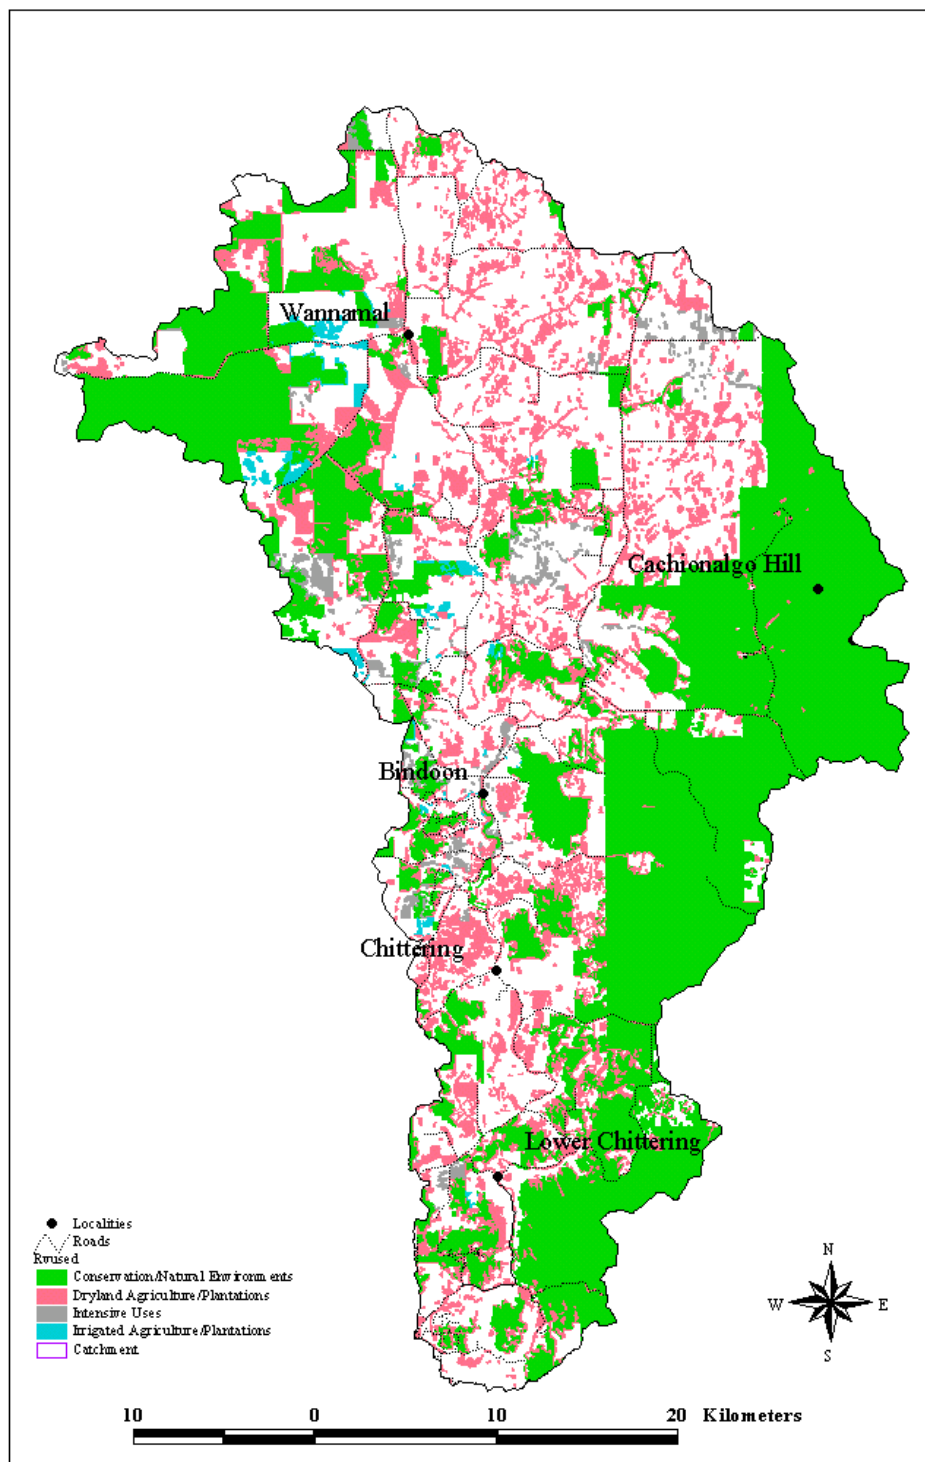 Wannamal
Cachionalgo Hill
Bindoon
Chittering
Lower Chittering
Localities
Roads
Rwused
Conservation/Natural Environments
Dryland Agriculture/Plantations
Intensive Uses
Irrigated Agriculture/Plantations
Catchment
N
W E
S
10 0 10 20 Kilometers